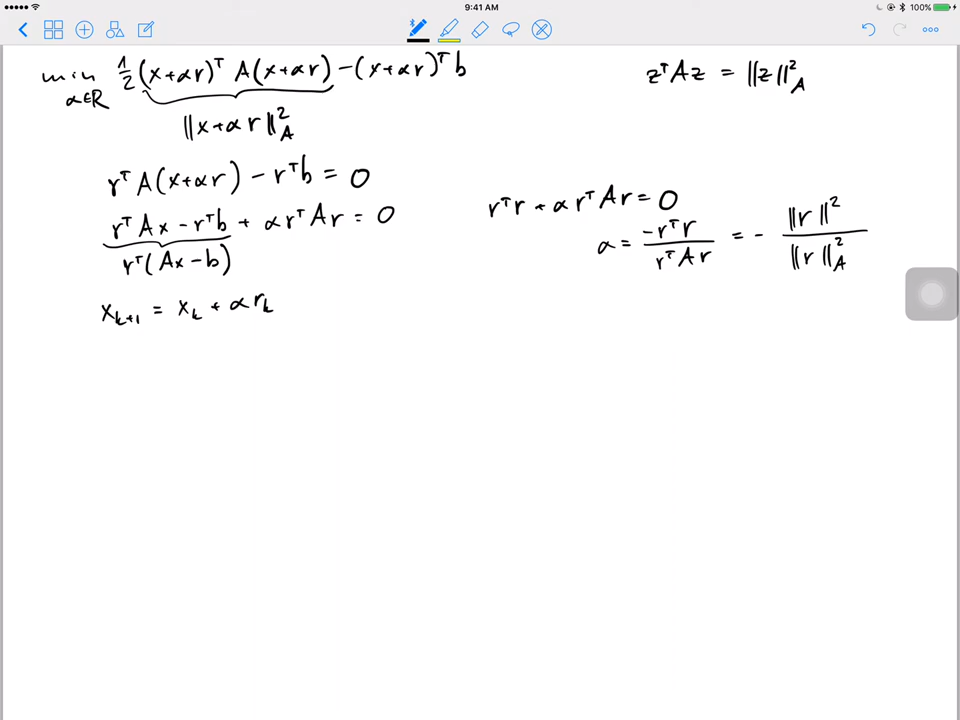 9:41 AM
100%
min α∈ℝ ½(x+αr)ᵀ A(x+αr) −(x+αr)ᵀb
zᵀAz = ‖z‖²_A
‖x+αr‖²_A
rᵀA(x+αr) − rᵀb = 0
rᵀAx − rᵀb + αrᵀAr = 0
rᵀ(Ax−b)
x_{k+1} = x_k + αr_k
rᵀr + αrᵀAr = 0
α = −rᵀr / rᵀAr = − ‖r‖² / ‖r‖²_A